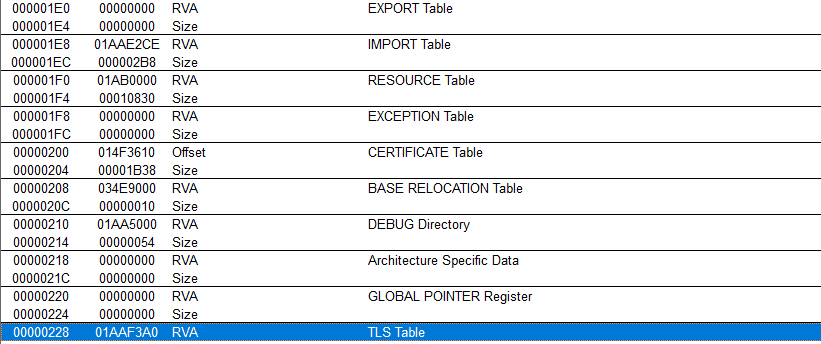 000001E0 00000000 RVA EXPORT Table
000001E4 00000000 Size
000001E8 01AAE2CE RVA IMPORT Table
000001EC 000002B8 Size
000001F0 01AB0000 RVA RESOURCE Table
000001F4 00010830 Size
000001F8 00000000 RVA EXCEPTION Table
000001FC 00000000 Size
00000200 014F3610 Offset CERTIFICATE Table
00000204 00001B38 Size
00000208 034E9000 RVA BASE RELOCATION Table
0000020C 00000010 Size
00000210 01AA5000 RVA DEBUG Directory
00000214 00000054 Size
00000218 00000000 RVA Architecture Specific Data
0000021C 00000000 Size
00000220 00000000 RVA GLOBAL POINTER Register
00000224 00000000 Size
00000228 01AAF3A0 RVA TLS Table